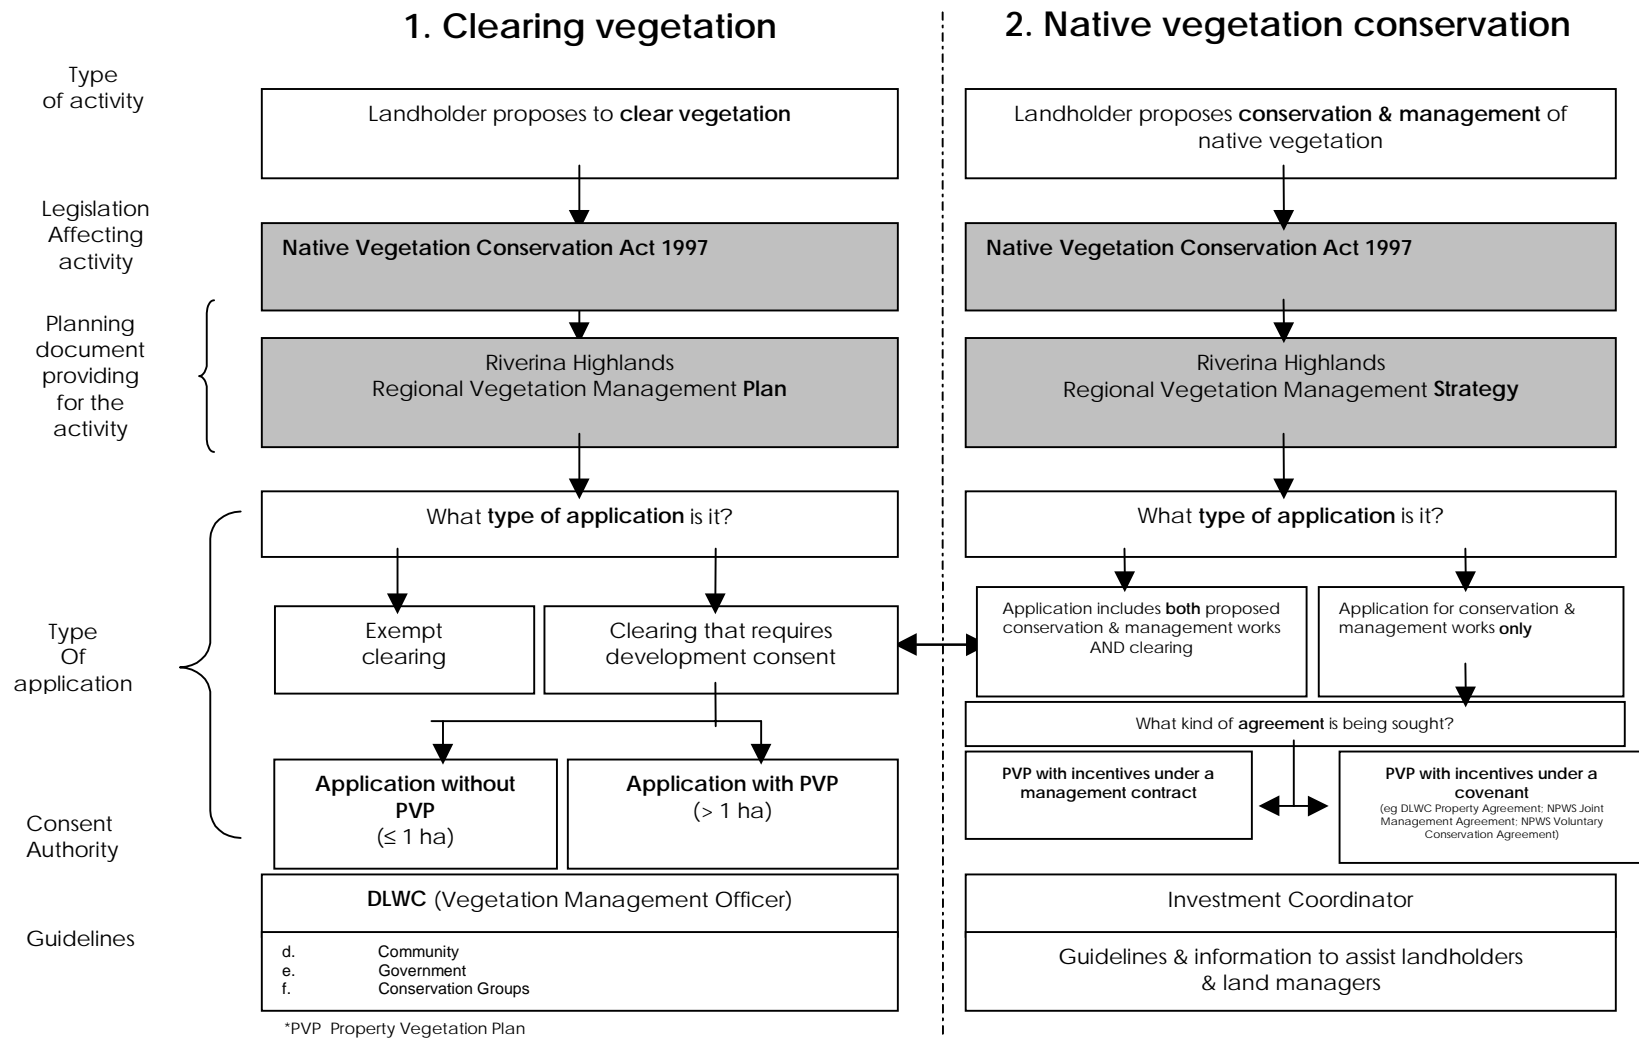 1. Clearing vegetation
2. Native vegetation conservation
Type
of activity
Landholder proposes to clear vegetation
Landholder proposes conservation & management of
native vegetation
Legislation
Affecting
activity
Native Vegetation Conservation Act 1997
Native Vegetation Conservation Act 1997
Planning
document
providing
for the
activity
Riverina Highlands
Regional Vegetation Management Plan
Riverina Highlands
Regional Vegetation Management Strategy
What type of application is it?
What type of application is it?
Type
Of
application
Exempt
clearing
Clearing that requires
development consent
Application includes both proposed
conservation & management works
AND clearing
Application for conservation &
management works only
What kind of agreement is being sought?
Application without
PVP
(≤ 1 ha)
Application with PVP
(> 1 ha)
PVP with incentives under a
management contract
PVP with incentives under a
covenant
(eg DLWC Property Agreement; NPWS Joint
Management Agreement; NPWS Voluntary
Conservation Agreement)
Consent
Authority
DLWC (Vegetation Management Officer)
Investment Coordinator
Guidelines
d. Community
e. Government
f. Conservation Groups
Guidelines & information to assist landholders
& land managers
*PVP Property Vegetation Plan